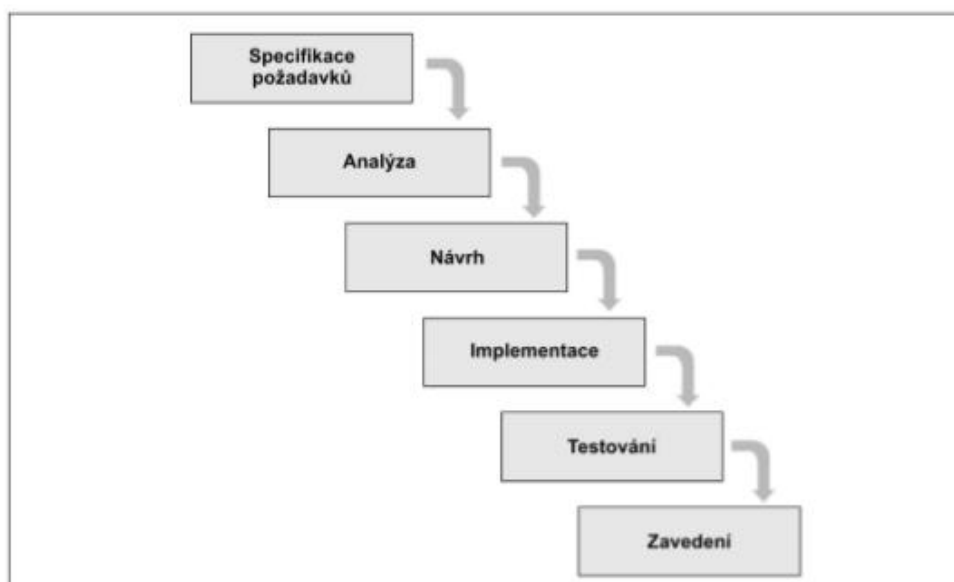 Specifikace
požadavků
Analýza
Návrh
Implementace
Testování
Zavedení